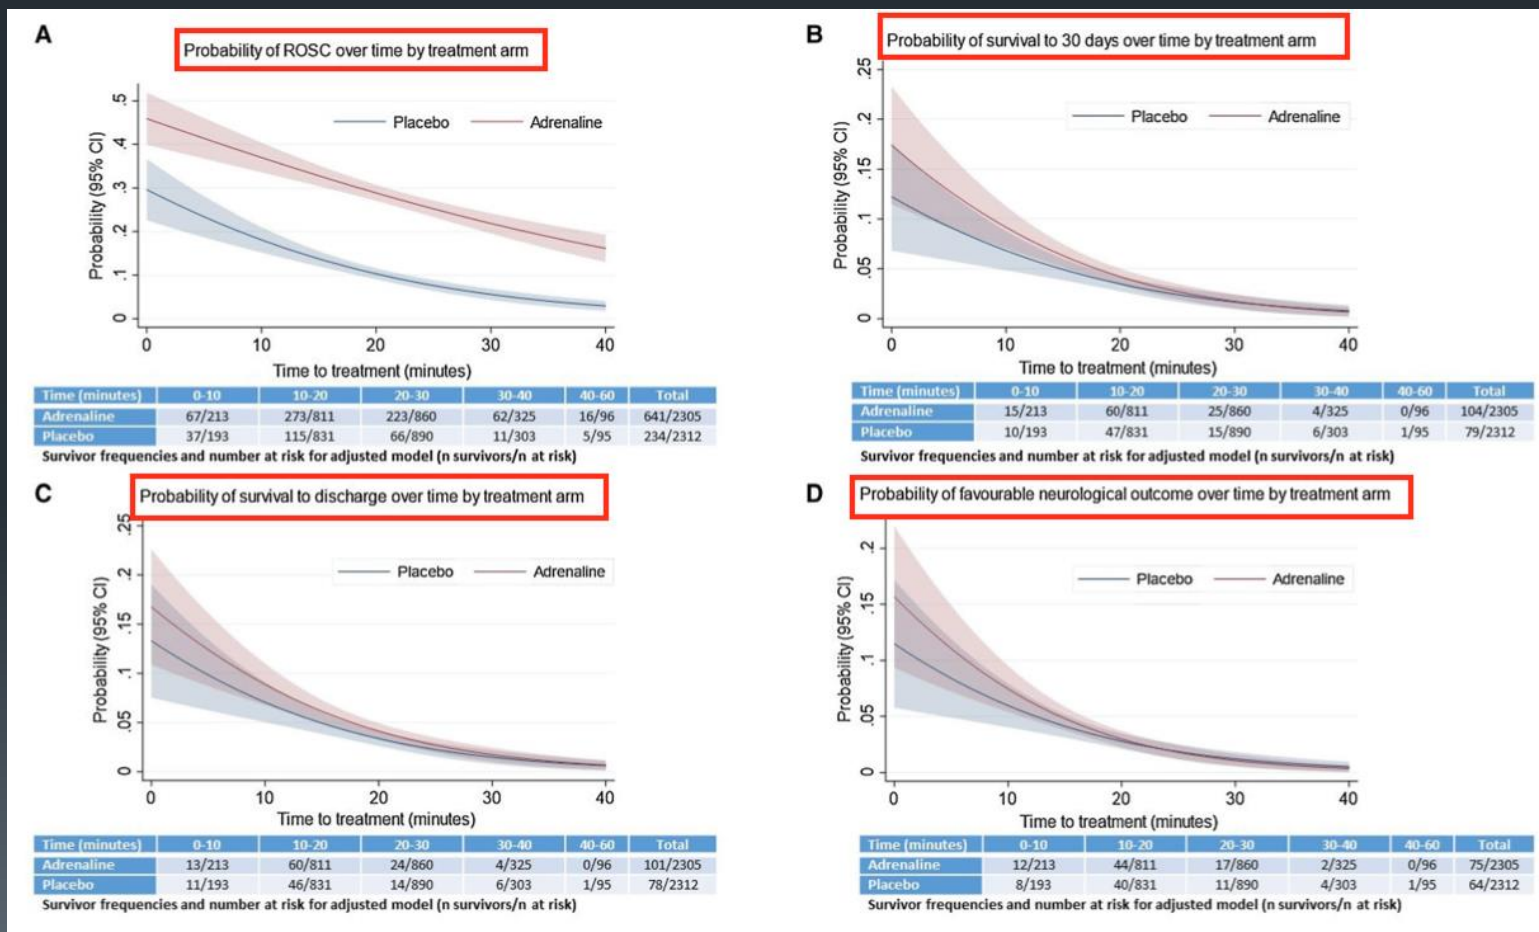 A
Probability of ROSC over time by treatment arm
Probability (95% CI)
.5
.4
.3
.2
.1
0
Placebo
Adrenaline
0 10 20 30 40
Time to treatment (minutes)
Time (minutes) 0-10 10-20 20-30 30-40 40-60 Total
Adrenaline 67/213 273/811 223/860 62/325 16/96 641/2305
Placebo 37/193 115/831 66/890 11/303 5/95 234/2312
Survivor frequencies and number at risk for adjusted model (n survivors/n at risk)
B
Probability of survival to 30 days over time by treatment arm
Probability (95% CI)
.25
.2
.15
.1
.05
0
Placebo
Adrenaline
0 10 20 30 40
Time to treatment (minutes)
Time (minutes) 0-10 10-20 20-30 30-40 40-60 Total
Adrenaline 15/213 60/811 25/860 4/325 0/96 104/2305
Placebo 10/193 47/831 15/890 6/303 1/95 79/2312
Survivor frequencies and number at risk for adjusted model (n survivors/n at risk)
C
Probability of survival to discharge over time by treatment arm
Probability (95% CI)
.25
.2
.15
.1
.05
0
Placebo
Adrenaline
0 10 20 30 40
Time to treatment (minutes)
Time (minutes) 0-10 10-20 20-30 30-40 40-60 Total
Adrenaline 13/213 60/811 24/860 4/325 0/96 101/2305
Placebo 11/193 46/831 14/890 6/303 1/95 78/2312
Survivor frequencies and number at risk for adjusted model (n survivors/n at risk)
D
Probability of favourable neurological outcome over time by treatment arm
Probability (95% CI)
.2
.15
.1
.05
0
Placebo
Adrenaline
0 10 20 30 40
Time to treatment (minutes)
Time (minutes) 0-10 10-20 20-30 30-40 40-60 Total
Adrenaline 12/213 44/811 17/860 2/325 0/96 75/2305
Placebo 8/193 40/831 11/890 4/303 1/95 64/2312
Survivor frequencies and number at risk for adjusted model (n survivors/n at risk)